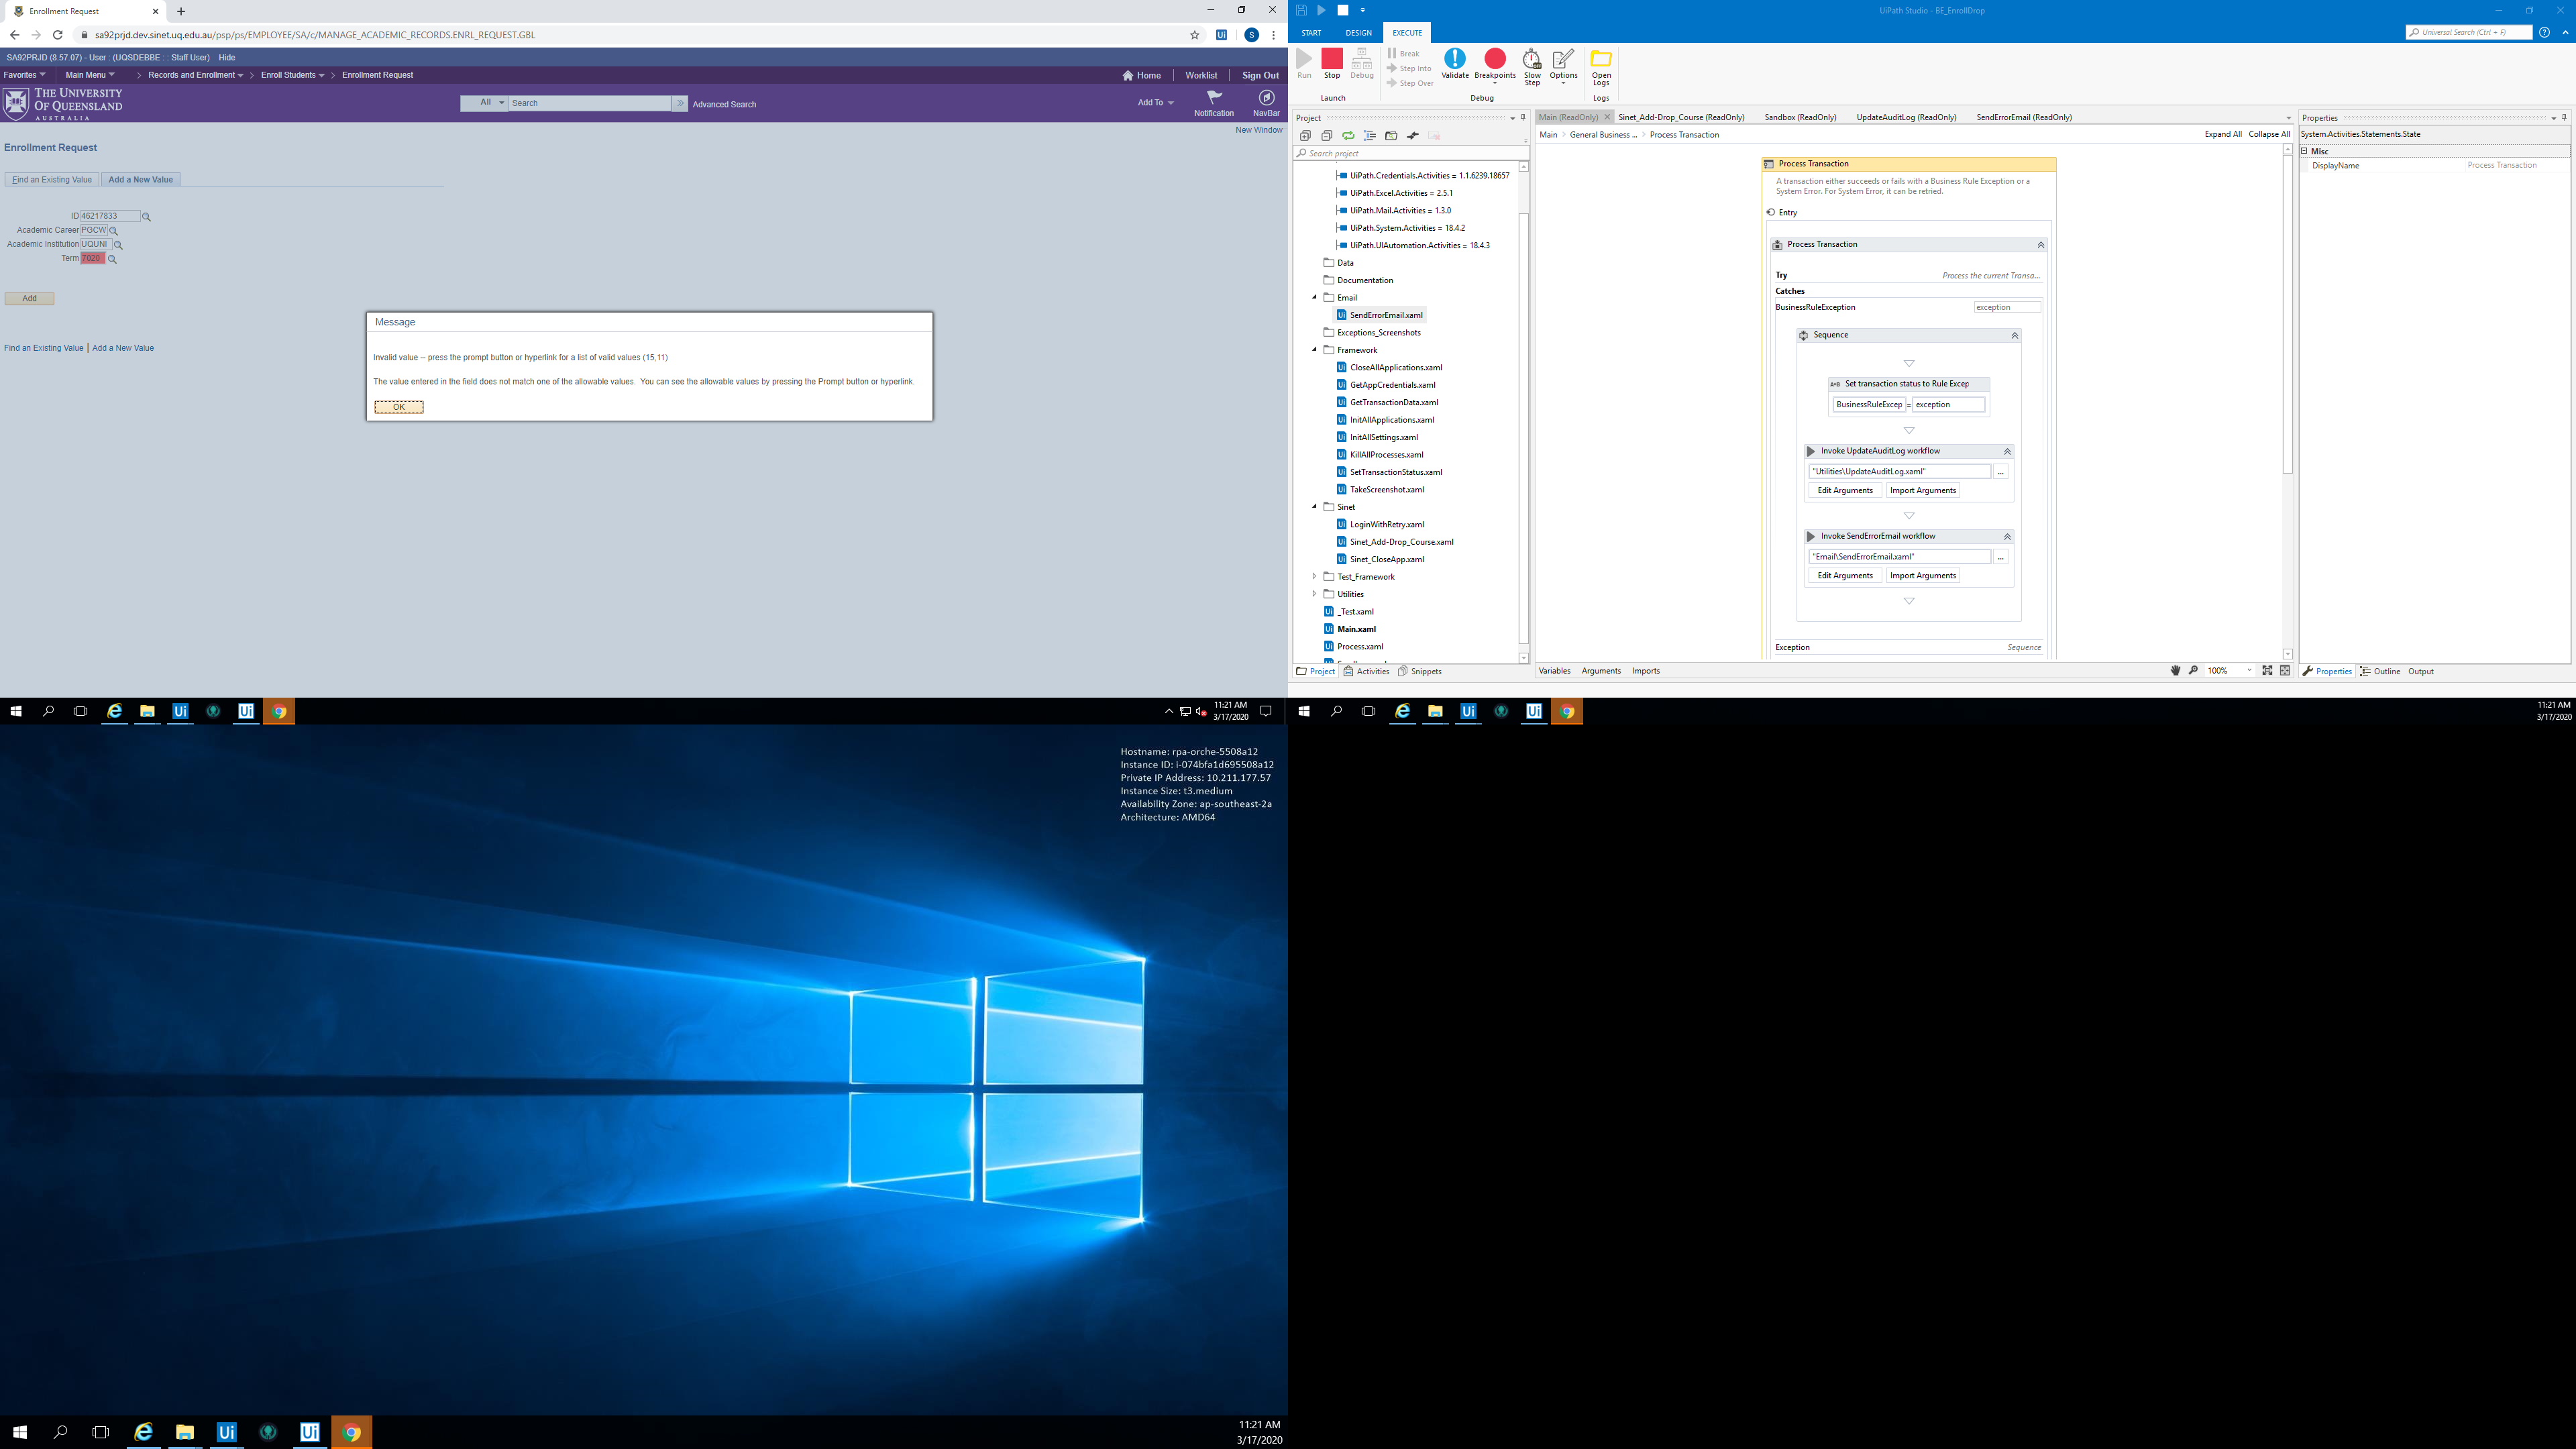 Enrollment Request
sa92prjd.dev.sinet.uq.edu.au/psp/ps/EMPLOYEE/SA/c/MANAGE_ACADEMIC_RECORDS.ENRL_REQUEST.GBL
Ui
S
SA92PRJD (8.57.07) - User : (UQSDEBBE : : Staff User) Hide
Favorites Main Menu > Records and Enrollment > Enroll Students > Enrollment Request
Home Worklist Sign Out
THE UNIVERSITY
OF QUEENSLAND
AUSTRALIA
All Search » Advanced Search
Add To Notification NavBar
New Window
Enrollment Request
Find an Existing Value Add a New Value
ID 46217833
Academic Career PGCW
Academic Institution UQUNI
Term 7020
Add
Find an Existing Value | Add a New Value
Message
Invalid value -- press the prompt button or hyperlink for a list of valid values (15,11)
The value entered in the field does not match one of the allowable values. You can see the allowable values by pressing the Prompt button or hyperlink.
OK
11:21 AM
3/17/2020
UiPath Studio - BE_EnrollDrop
START DESIGN EXECUTE
Universal Search (Ctrl + F)
Run Stop Debug
Break
Step Into
Step Over
Validate Breakpoints Slow Step Options Open Logs
Launch Debug Logs
Project
Search project
UiPath.Credentials.Activities = 1.1.6239.18657
UiPath.Excel.Activities = 2.5.1
UiPath.Mail.Activities = 1.3.0
UiPath.System.Activities = 18.4.2
UiPath.UIAutomation.Activities = 18.4.3
Data
Documentation
Email
SendErrorEmail.xaml
Exceptions_Screenshots
Framework
CloseAllApplications.xaml
GetAppCredentials.xaml
GetTransactionData.xaml
InitAllApplications.xaml
InitAllSettings.xaml
KillAllProcesses.xaml
SetTransactionStatus.xaml
TakeScreenshot.xaml
Sinet
LoginWithRetry.xaml
Sinet_Add-Drop_Course.xaml
Sinet_CloseApp.xaml
Test_Framework
Utilities
_Test.xaml
Main.xaml
Process.xaml
Project Activities Snippets
Main (ReadOnly) Sinet_Add-Drop_Course (ReadOnly) Sandbox (ReadOnly) UpdateAuditLog (ReadOnly) SendErrorEmail (ReadOnly)
Main > General Business ... > Process Transaction
Expand All Collapse All
Process Transaction
A transaction either succeeds or fails with a Business Rule Exception or a
System Error. For System Error, it can be retried.
Entry
Process Transaction
Try Process the current Transa...
Catches
BusinessRuleException exception
Sequence
A+B Set transaction status to Rule Excep
BusinessRuleExcep = exception
Invoke UpdateAuditLog workflow
"Utilities\UpdateAuditLog.xaml" ...
Edit Arguments Import Arguments
Invoke SendErrorEmail workflow
"Email\SendErrorEmail.xaml" ...
Edit Arguments Import Arguments
Exception Sequence
Variables Arguments Imports
100%
Properties
System.Activities.Statements.State
Misc
DisplayName Process Transaction
Properties Outline Output
11:21 AM
3/17/2020
Hostname: rpa-orche-5508a12
Instance ID: i-074bfa1d695508a12
Private IP Address: 10.211.177.57
Instance Size: t3.medium
Availability Zone: ap-southeast-2a
Architecture: AMD64
11:21 AM
3/17/2020